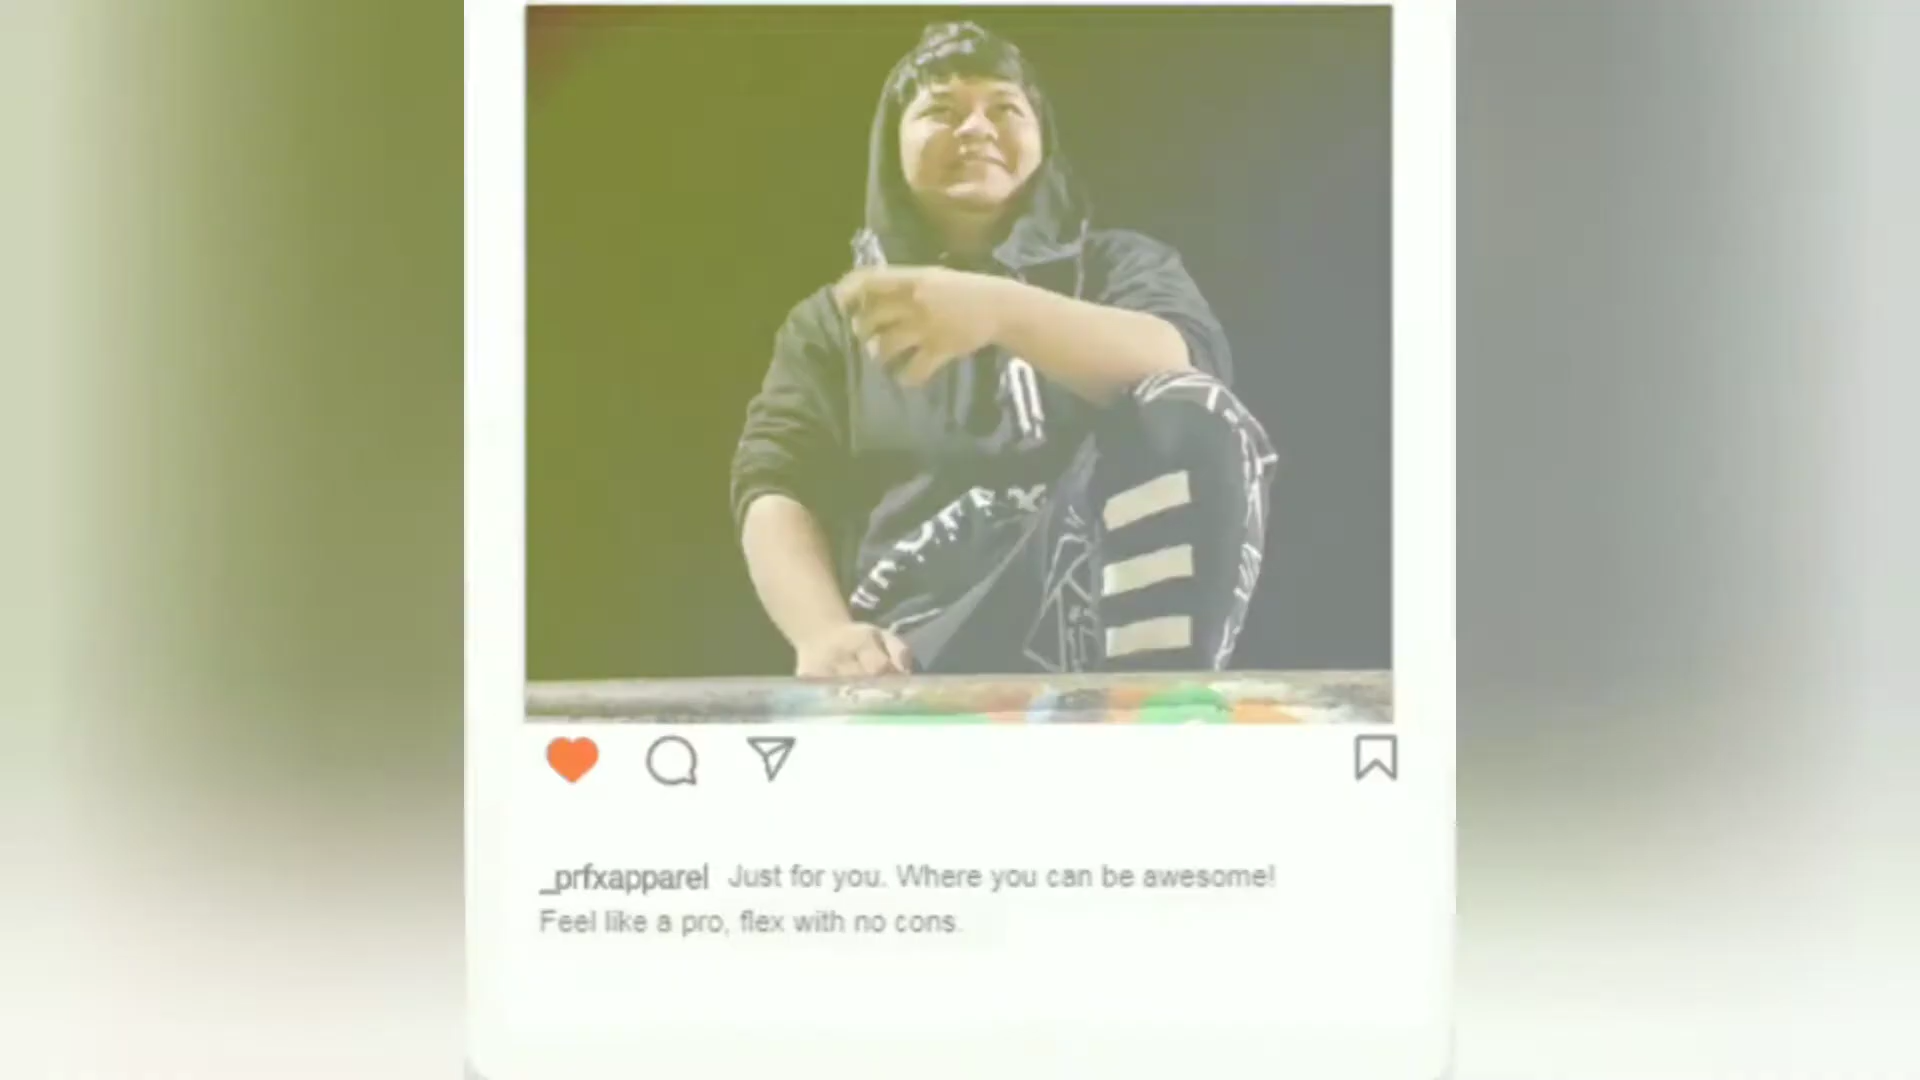 _prfxapparel Just for you. Where you can be awesome!
Feel like a pro, flex with no cons.